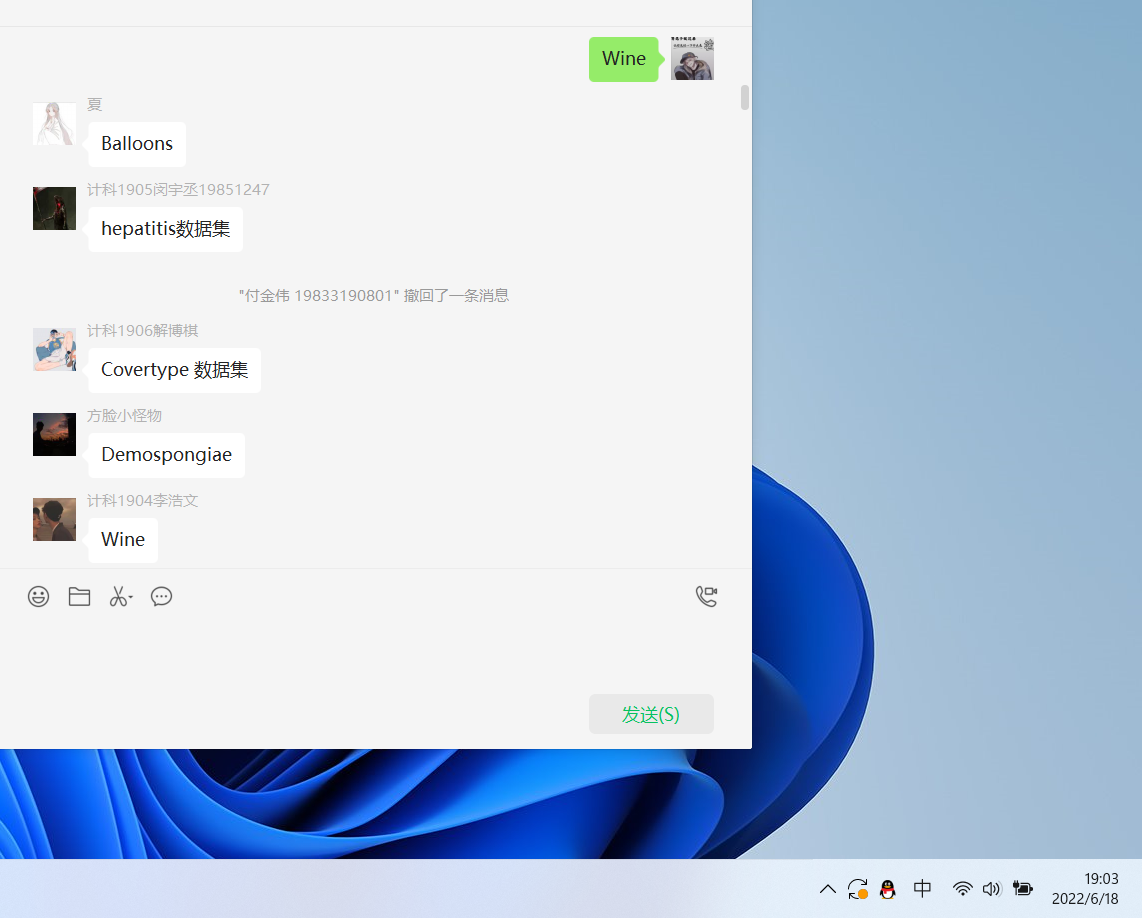 Wine
夏
Balloons
计科1905闵宇丞19851247
hepatitis数据集
"付金伟 19833190801" 撤回了一条消息
计科1906解博棋
Covertype 数据集
方脸小怪物
Demospongiae
计科1904李浩文
Wine
发送(S)
中
19:03
2022/6/18